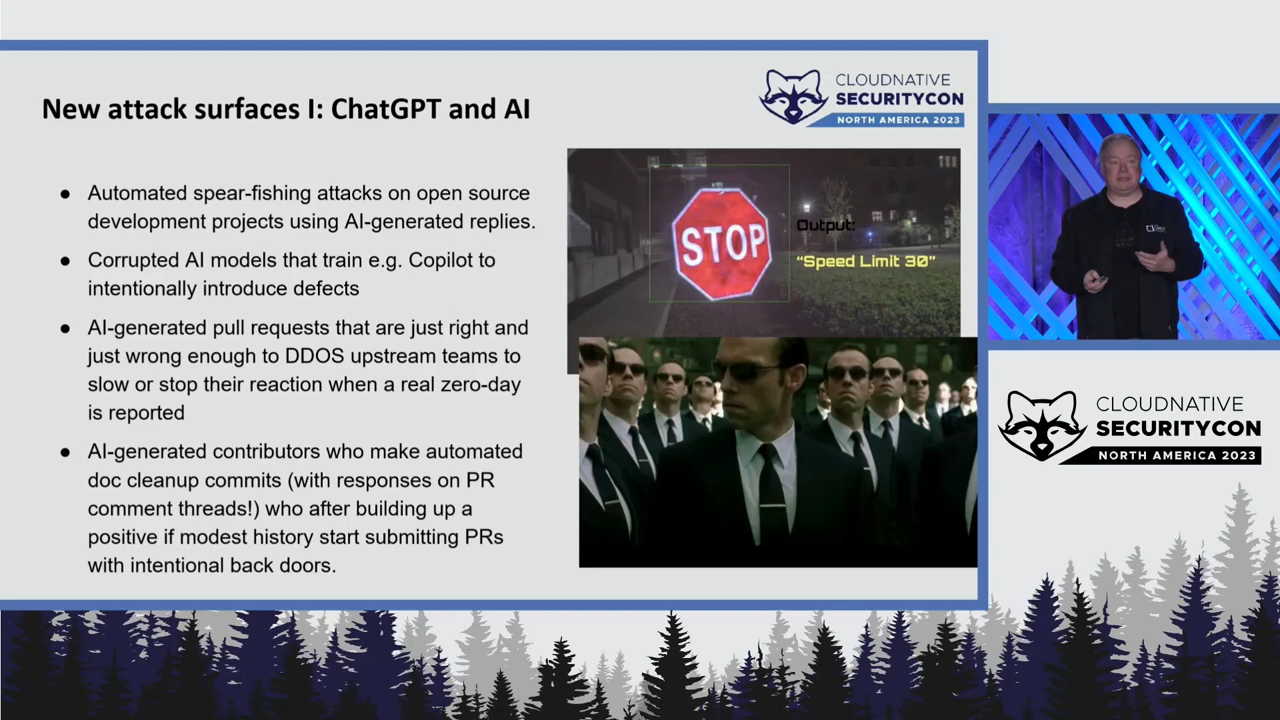 New attack surfaces I: ChatGPT and AI
CLOUDNATIVE
SECURITYCON
NORTH AMERICA 2023
● Automated spear-fishing attacks on open source
development projects using AI-generated replies.
● Corrupted AI models that train e.g. Copilot to
intentionally introduce defects
● AI-generated pull requests that are just right and
just wrong enough to DDOS upstream teams to
slow or stop their reaction when a real zero-day
is reported
● AI-generated contributors who make automated
doc cleanup commits (with responses on PR
comment threads!) who after building up a
positive if modest history start submitting PRs
with intentional back doors.
STOP
Output:
“Speed Limit 30”
CLOUDNATIVE
SECURITYCON
NORTH AMERICA 2023